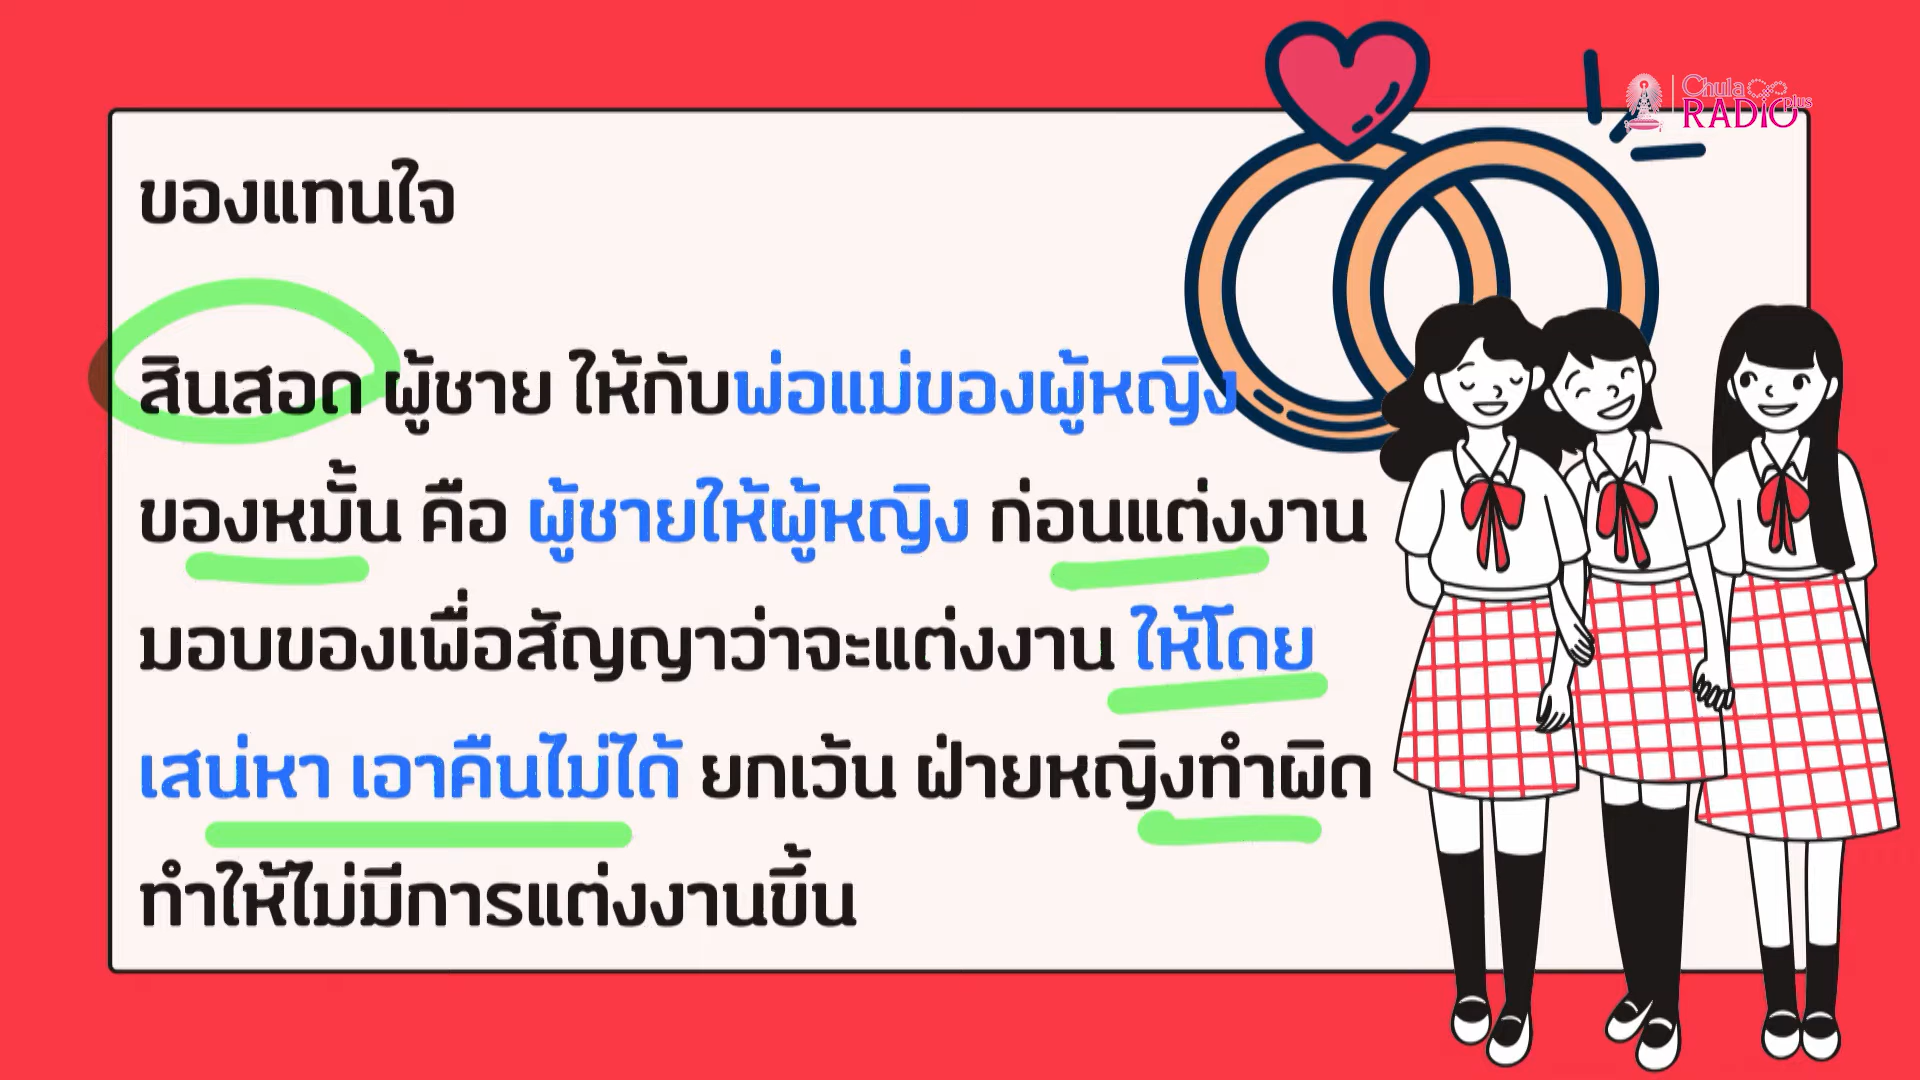 Chula
RADIO plus
ของแทนใจ
สินสอด ผู้ชาย ให้กับพ่อแม่ของผู้หญิง
ของหมั้น คือ ผู้ชายให้ผู้หญิง ก่อนแต่งงาน
มอบของเพื่อสัญญาว่าจะแต่งงาน ให้โดย
เสน่หา เอาคืนไม่ได้ ยกเว้น ฝ่ายหญิงทำผิด
ทำให้ไม่มีการแต่งงานขึ้น